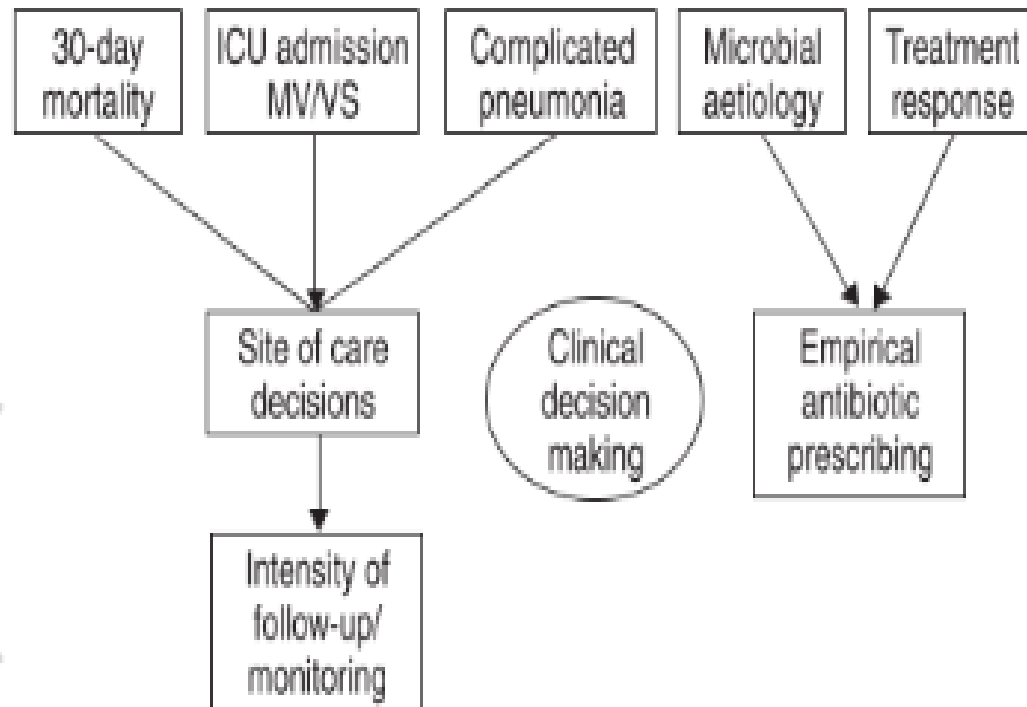 30-day
mortality
ICU admission
MV/VS
Complicated
pneumonia
Microbial
aetiology
Treatment
response
Site of care
decisions
Clinical
decision
making
Empirical
antibiotic
prescribing
Intensity of
follow-up/
monitoring